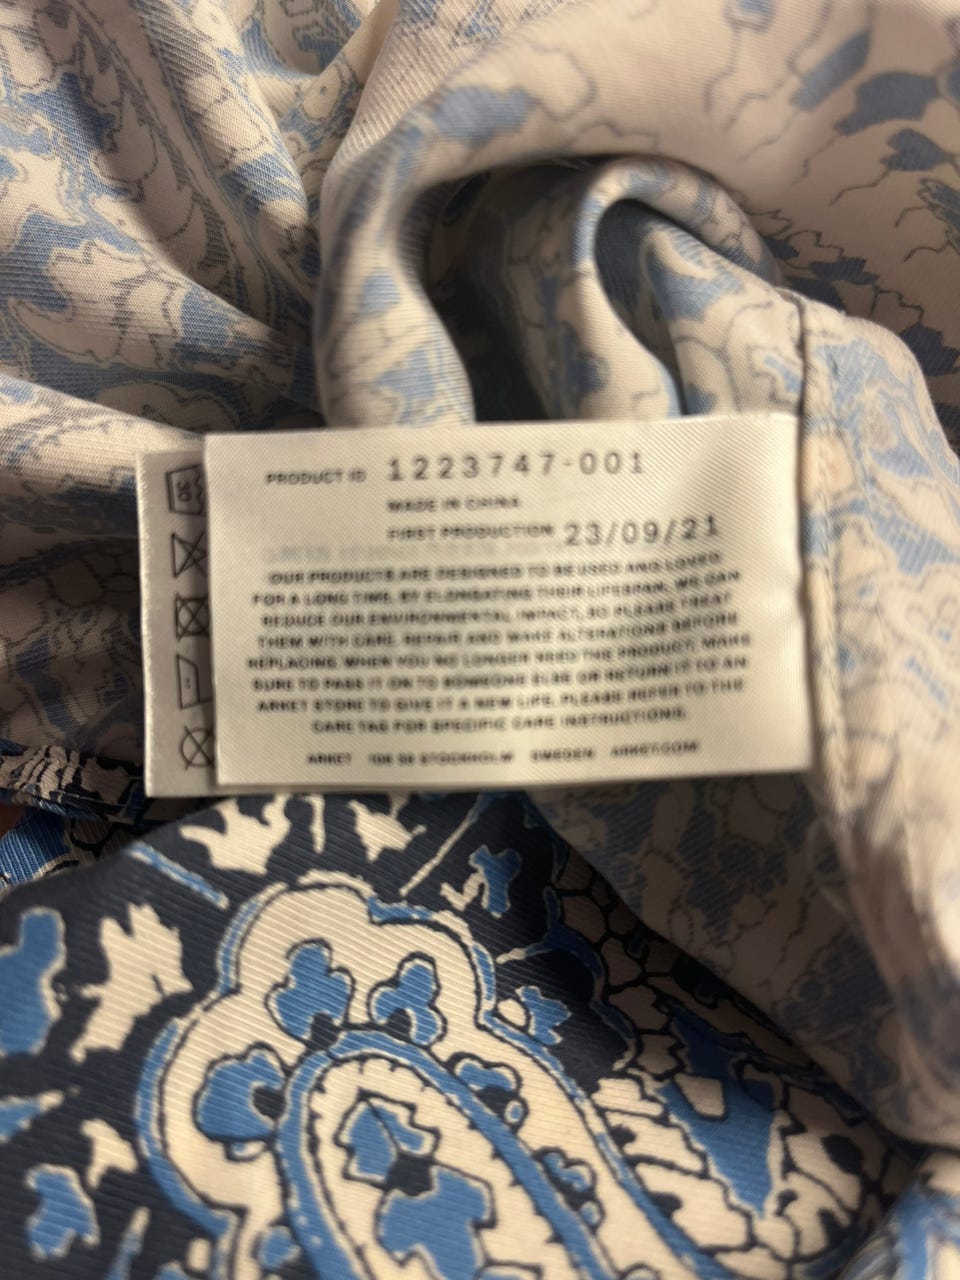 PRODUCT ID 1223747-001
MADE IN CHINA
FIRST PRODUCTION 23/09/21
OUR PRODUCTS ARE DESIGNED TO BE USED AND LOVED
FOR A LONG TIME. BY ELONGATING THEIR LIFESPAN, WE CAN
REDUCE OUR ENVIRONMENTAL IMPACT, SO PLEASE TREAT
THEM WITH CARE. REPAIR AND MAKE ALTERATIONS BEFORE
REPLACING. WHEN YOU NO LONGER NEED THE PRODUCT, MAKE
SURE TO PASS IT ON TO SOMEONE ELSE OR RETURN IT TO AN
ARKET STORE TO GIVE IT A NEW LIFE. PLEASE REFER TO THE
CARE TAG FOR SPECIFIC CARE INSTRUCTIONS.
ARKET 106 38 STOCKHOLM SWEDEN ARKET.COM